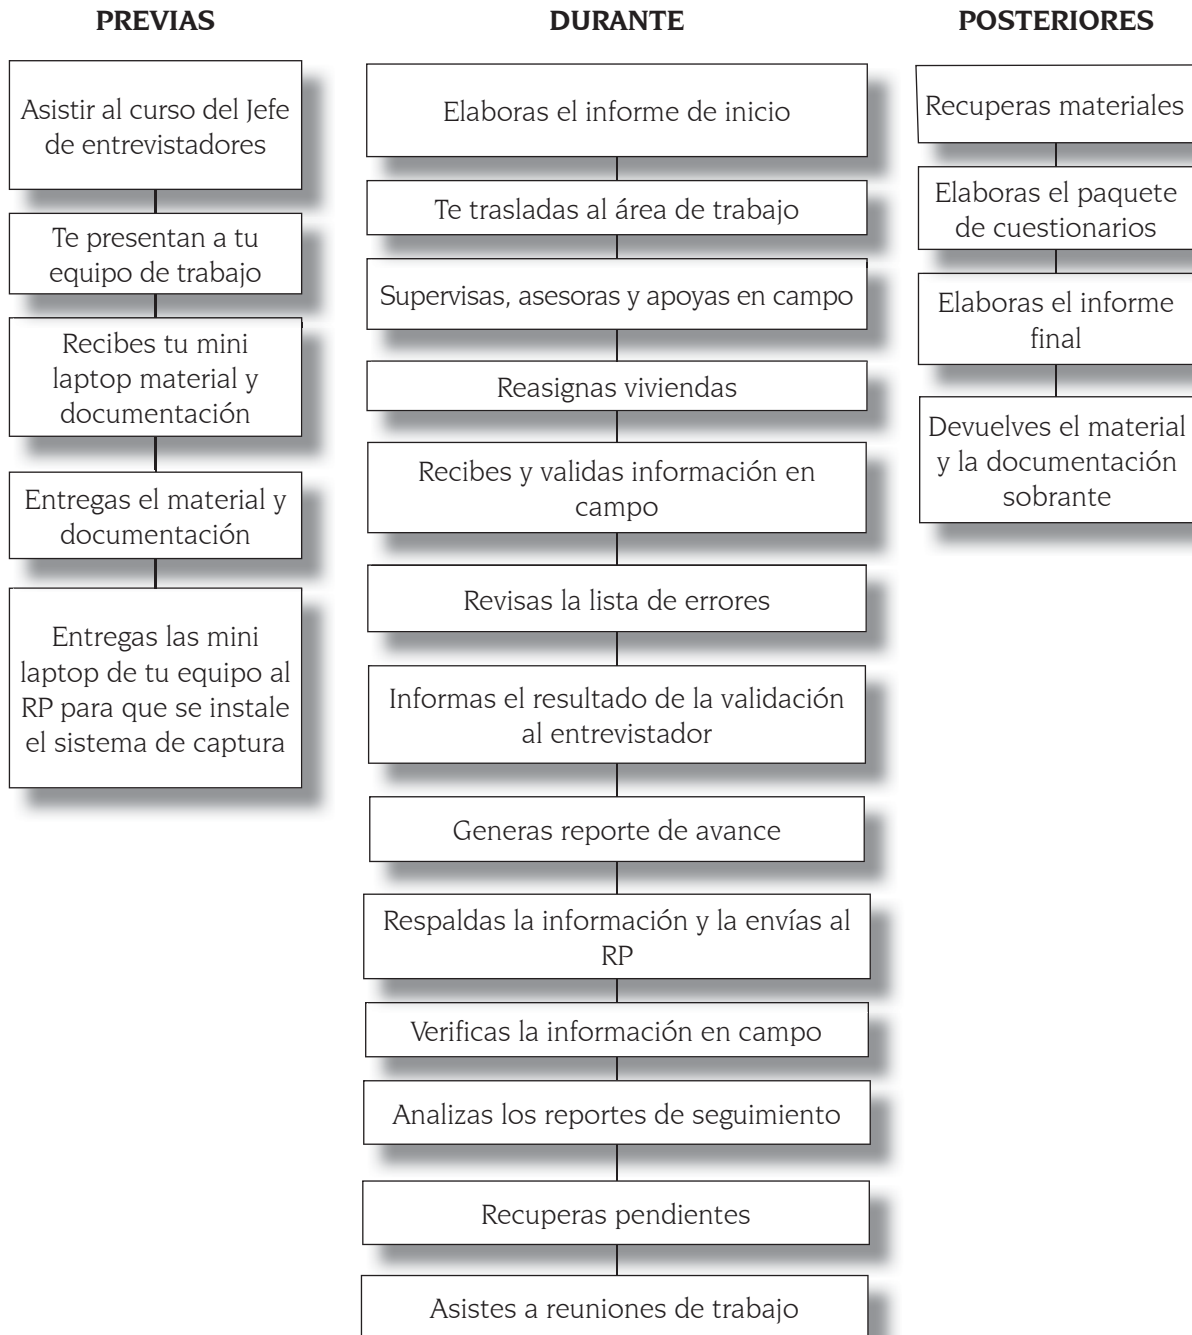 PREVIAS
Asistir al curso del Jefe
de entrevistadores
Te presentan a tu
equipo de trabajo
Recibes tu mini
laptop material y
documentación
Entregas el material y
documentación
Entregas las mini
laptop de tu equipo al
RP para que se instale
el sistema de captura
DURANTE
Elaboras el informe de inicio
Te trasladas al área de trabajo
Supervisas, asesoras y apoyas en campo
Reasignas viviendas
Recibes y validas información en
campo
Revisas la lista de errores
Informas el resultado de la validación
al entrevistador
Generas reporte de avance
Respaldas la información y la envías al
RP
Verificas la información en campo
Analizas los reportes de seguimiento
Recuperas pendientes
Asistes a reuniones de trabajo
POSTERIORES
Recuperas materiales
Elaboras el paquete
de cuestionarios
Elaboras el informe
final
Devuelves el material
y la documentación
sobrante